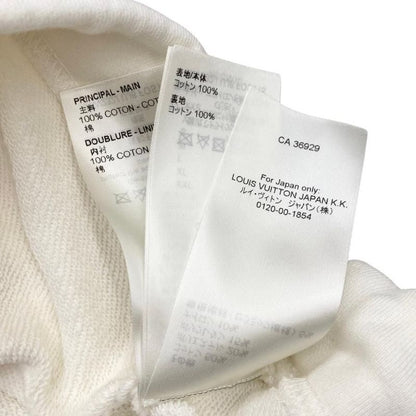 PRINCIPAL - MAIN
主料
100% COTON - COT
棉
DOUBLURE - LINI
内衬
100% COTON - CO
棉
表地/本体
コットン 100%
裏地
コットン 100%
CA 36929
For Japan only:
LOUIS VUITTON JAPAN K.K.
ルイ・ヴィトン ジャパン(株)
0120-00-1854